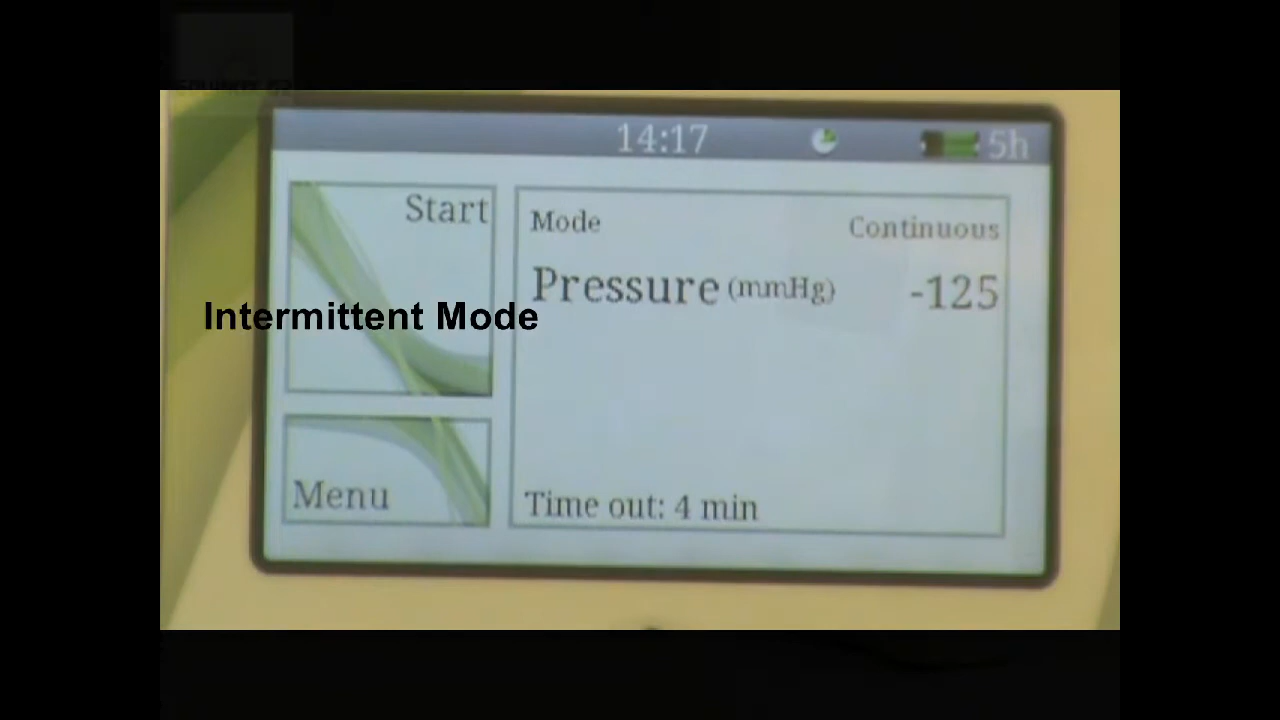 14:17
5h
Start
Mode Continuous
Pressure (mmHg) -125
Intermittent Mode
Menu
Time out: 4 min